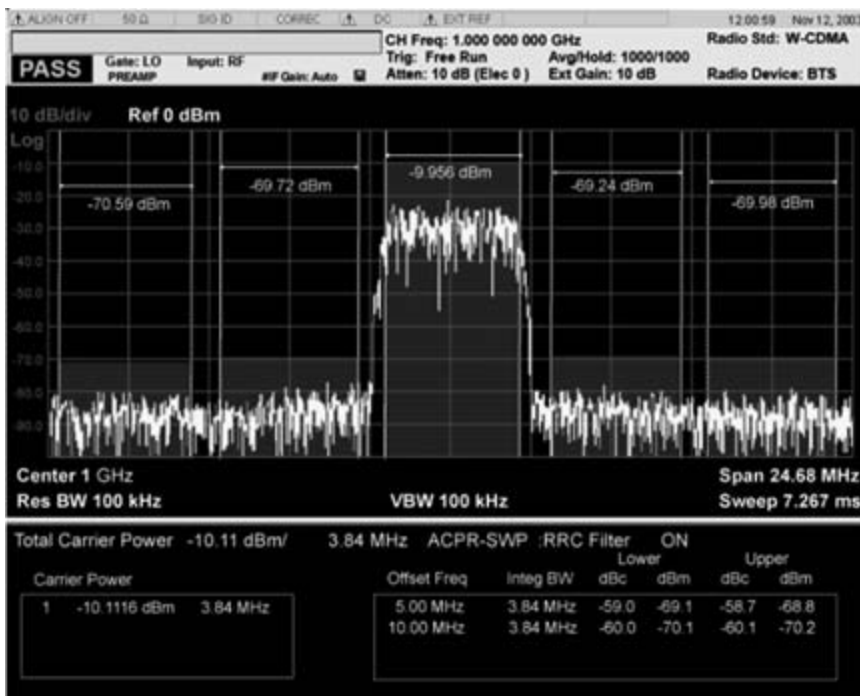 ALIGN OFF 50 Ω SIG ID CORREC DC EXT REF 12:00:59 Nov 12, 2003
CH Freq: 1.000 000 000 GHz Radio Std: W-CDMA
PASS Gate: LO Input: RF Trig: Free Run Avg/Hold: 1000/1000
PREAMP #IF Gain: Auto Atten: 10 dB (Elec 0 ) Ext Gain: 10 dB Radio Device: BTS
10 dB/div Ref 0 dBm
Log
-10.0
-9.956 dBm
-69.72 dBm -69.24 dBm
-20.0 -70.59 dBm -69.98 dBm
-30.0
-40.0
-50.0
-60.0
-70.0
-80.0
-90.0
Center 1 GHz Span 24.68 MHz
Res BW 100 kHz VBW 100 kHz Sweep 7.267 ms
Total Carrier Power -10.11 dBm/ 3.84 MHz ACPR-SWP :RRC Filter ON
Lower Upper
Carrier Power Offset Freq Integ BW dBc dBm dBc dBm
1 -10.1116 dBm 3.84 MHz 5.00 MHz 3.84 MHz -59.0 -69.1 -58.7 -68.8
10.00 MHz 3.84 MHz -60.0 -70.1 -60.1 -70.2